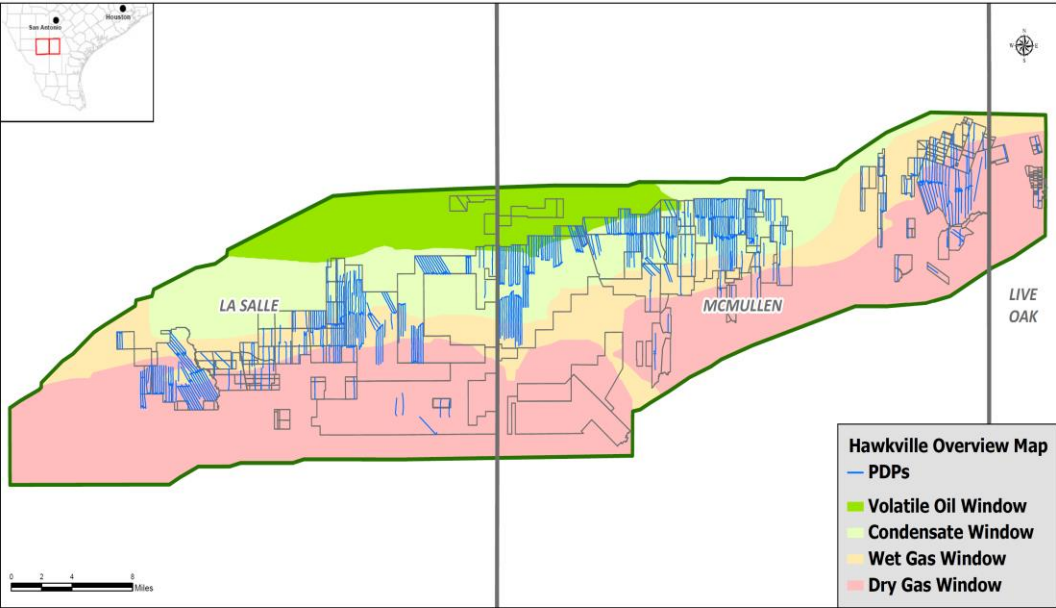 Houston
San Antonio
N
W E
S
LA SALLE
MCMULLEN
LIVE
OAK
Hawkville Overview Map
PDPs
Volatile Oil Window
Condensate Window
Wet Gas Window
Dry Gas Window
0 2 4 8
Miles